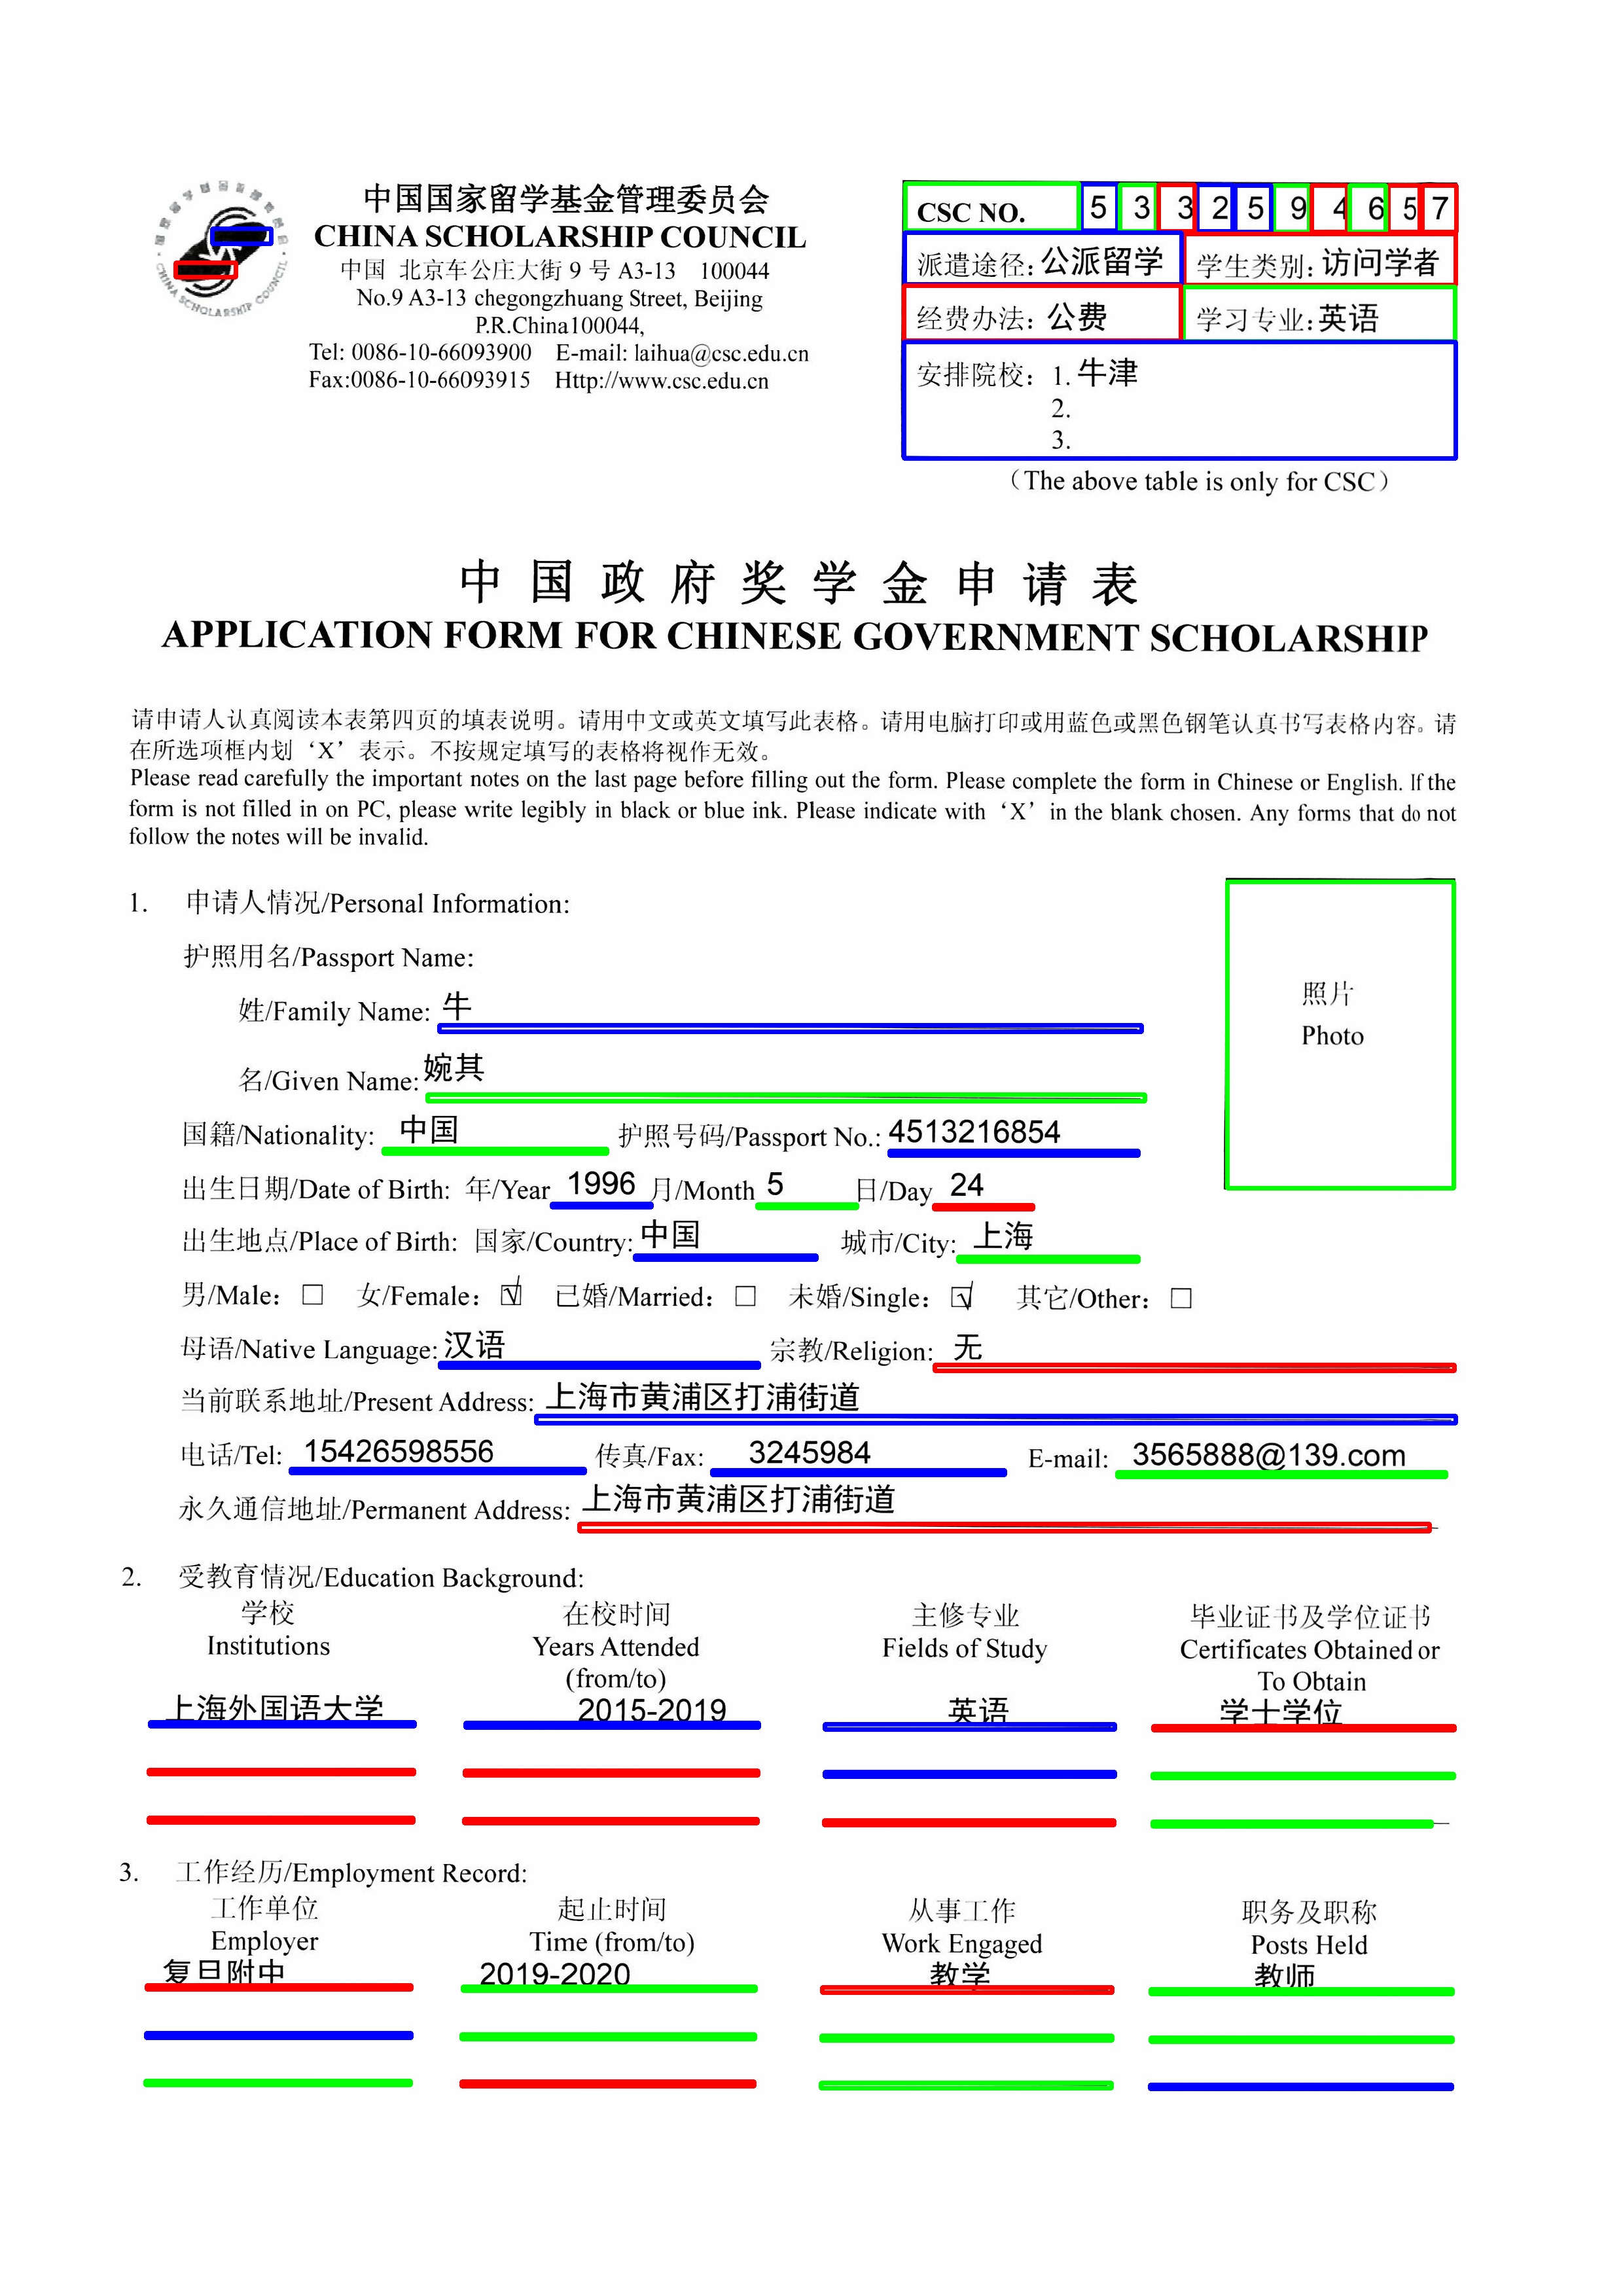 中国国家留学基金管理委员会
CHINA SCHOLARSHIP COUNCIL
中国 北京车公庄大街 9 号 A3-13 100044
No.9 A3-13 chegongzhuang Street, Beijing
P.R.China100044,
Tel: 0086-10-66093900 E-mail: laihua@csc.edu.cn
Fax:0086-10-66093915 Http://www.csc.edu.cn
· CHINA SCHOLARSHIP COUNCIL ·
CSC NO. 5 3 3 2 5 9 4 6 5 7
派遣途径: 公派留学 学生类别: 访问学者
经费办法: 公费 学习专业: 英语
安排院校: 1. 牛津
2.
3.
（The above table is only for CSC）
中国政府奖学金申请表
APPLICATION FORM FOR CHINESE GOVERNMENT SCHOLARSHIP
请申请人认真阅读本表第四页的填表说明。请用中文或英文填写此表格。请用电脑打印或用蓝色或黑色钢笔认真书写表格内容。请
在所选项框内划‘X’表示。不按规定填写的表格将视作无效。
Please read carefully the important notes on the last page before filling out the form. Please complete the form in Chinese or English. If the
form is not filled in on PC, please write legibly in black or blue ink. Please indicate with ‘X’ in the blank chosen. Any forms that do not
follow the notes will be invalid.
1. 申请人情况/Personal Information:
护照用名/Passport Name:
姓/Family Name: 牛
名/Given Name: 婉其
照片
Photo
国籍/Nationality: 中国 护照号码/Passport No.: 4513216854
出生日期/Date of Birth: 年/Year 1996 月/Month 5 日/Day 24
出生地点/Place of Birth: 国家/Country: 中国 城市/City: 上海
男/Male: □ 女/Female: ☑ 已婚/Married: □ 未婚/Single: ☑ 其它/Other: □
母语/Native Language: 汉语 宗教/Religion: 无
当前联系地址/Present Address: 上海市黄浦区打浦街道
电话/Tel: 15426598556 传真/Fax: 3245984 E-mail: 3565888@139.com
永久通信地址/Permanent Address: 上海市黄浦区打浦街道
2. 受教育情况/Education Background:
学校 在校时间 主修专业 毕业证书及学位证书
Institutions Years Attended Fields of Study Certificates Obtained or
(from/to) To Obtain
上海外国语大学 2015-2019 英语 学士学位
3. 工作经历/Employment Record:
工作单位 起止时间 从事工作 职务及职称
Employer Time (from/to) Work Engaged Posts Held
复旦附中 2019-2020 教学 教师